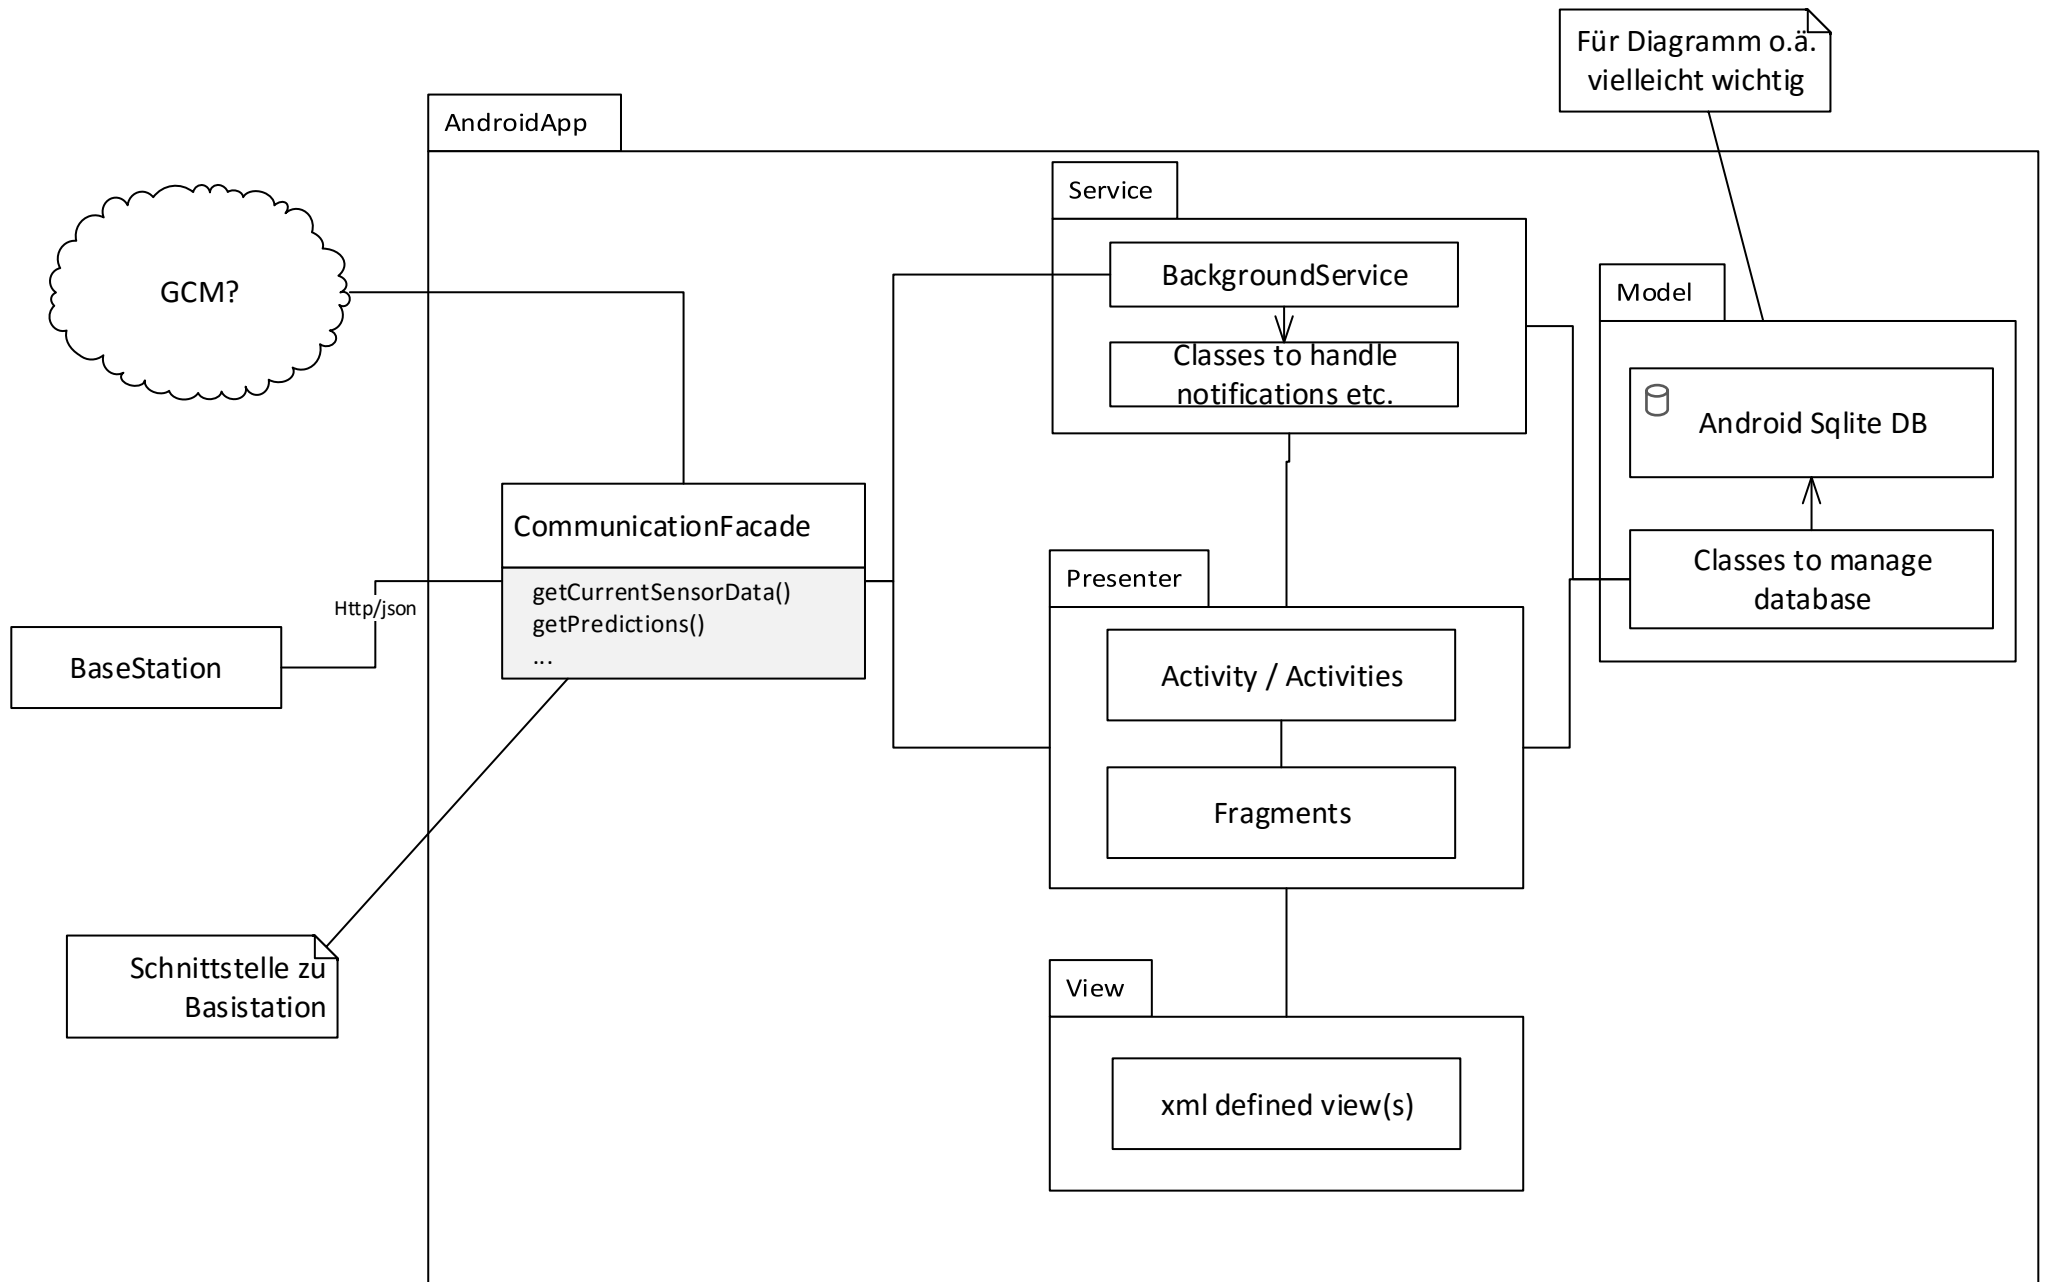 Für Diagramm o.ä.
vielleicht wichtig
AndroidApp
Service
BackgroundService
Classes to handle
notifications etc.
GCM?
Model
Android Sqlite DB
Classes to manage
database
CommunicationFacade
getCurrentSensorData()
getPredictions()
...
Http/json
BaseStation
Presenter
Activity / Activities
Fragments
Schnittstelle zu
Basistation
View
xml defined view(s)